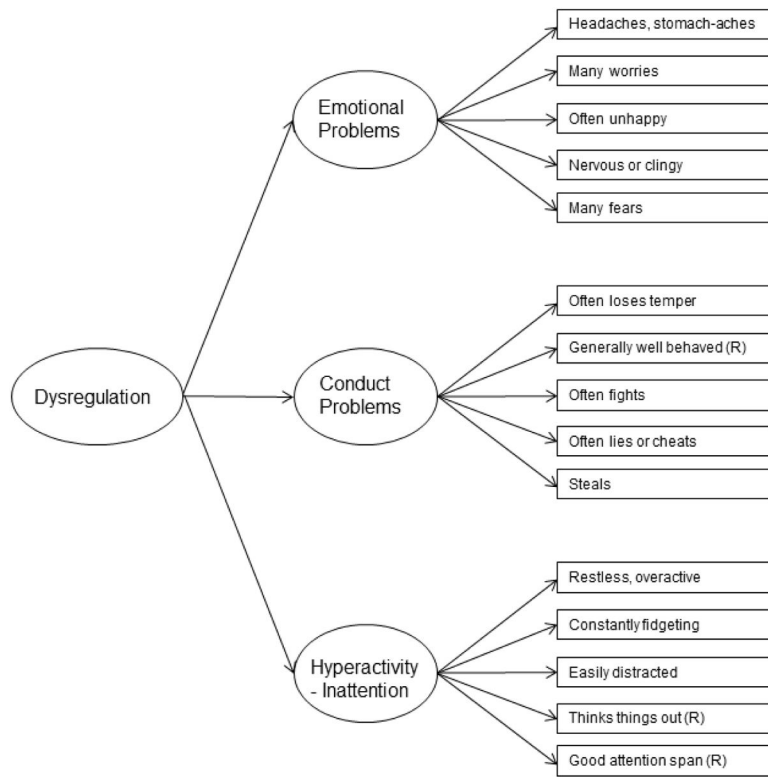 Dysregulation
Emotional
Problems
Headaches, stomach-aches
Many worries
Often unhappy
Nervous or clingy
Many fears
Conduct
Problems
Often loses temper
Generally well behaved (R)
Often fights
Often lies or cheats
Steals
Hyperactivity
- Inattention
Restless, overactive
Constantly fidgeting
Easily distracted
Thinks things out (R)
Good attention span (R)